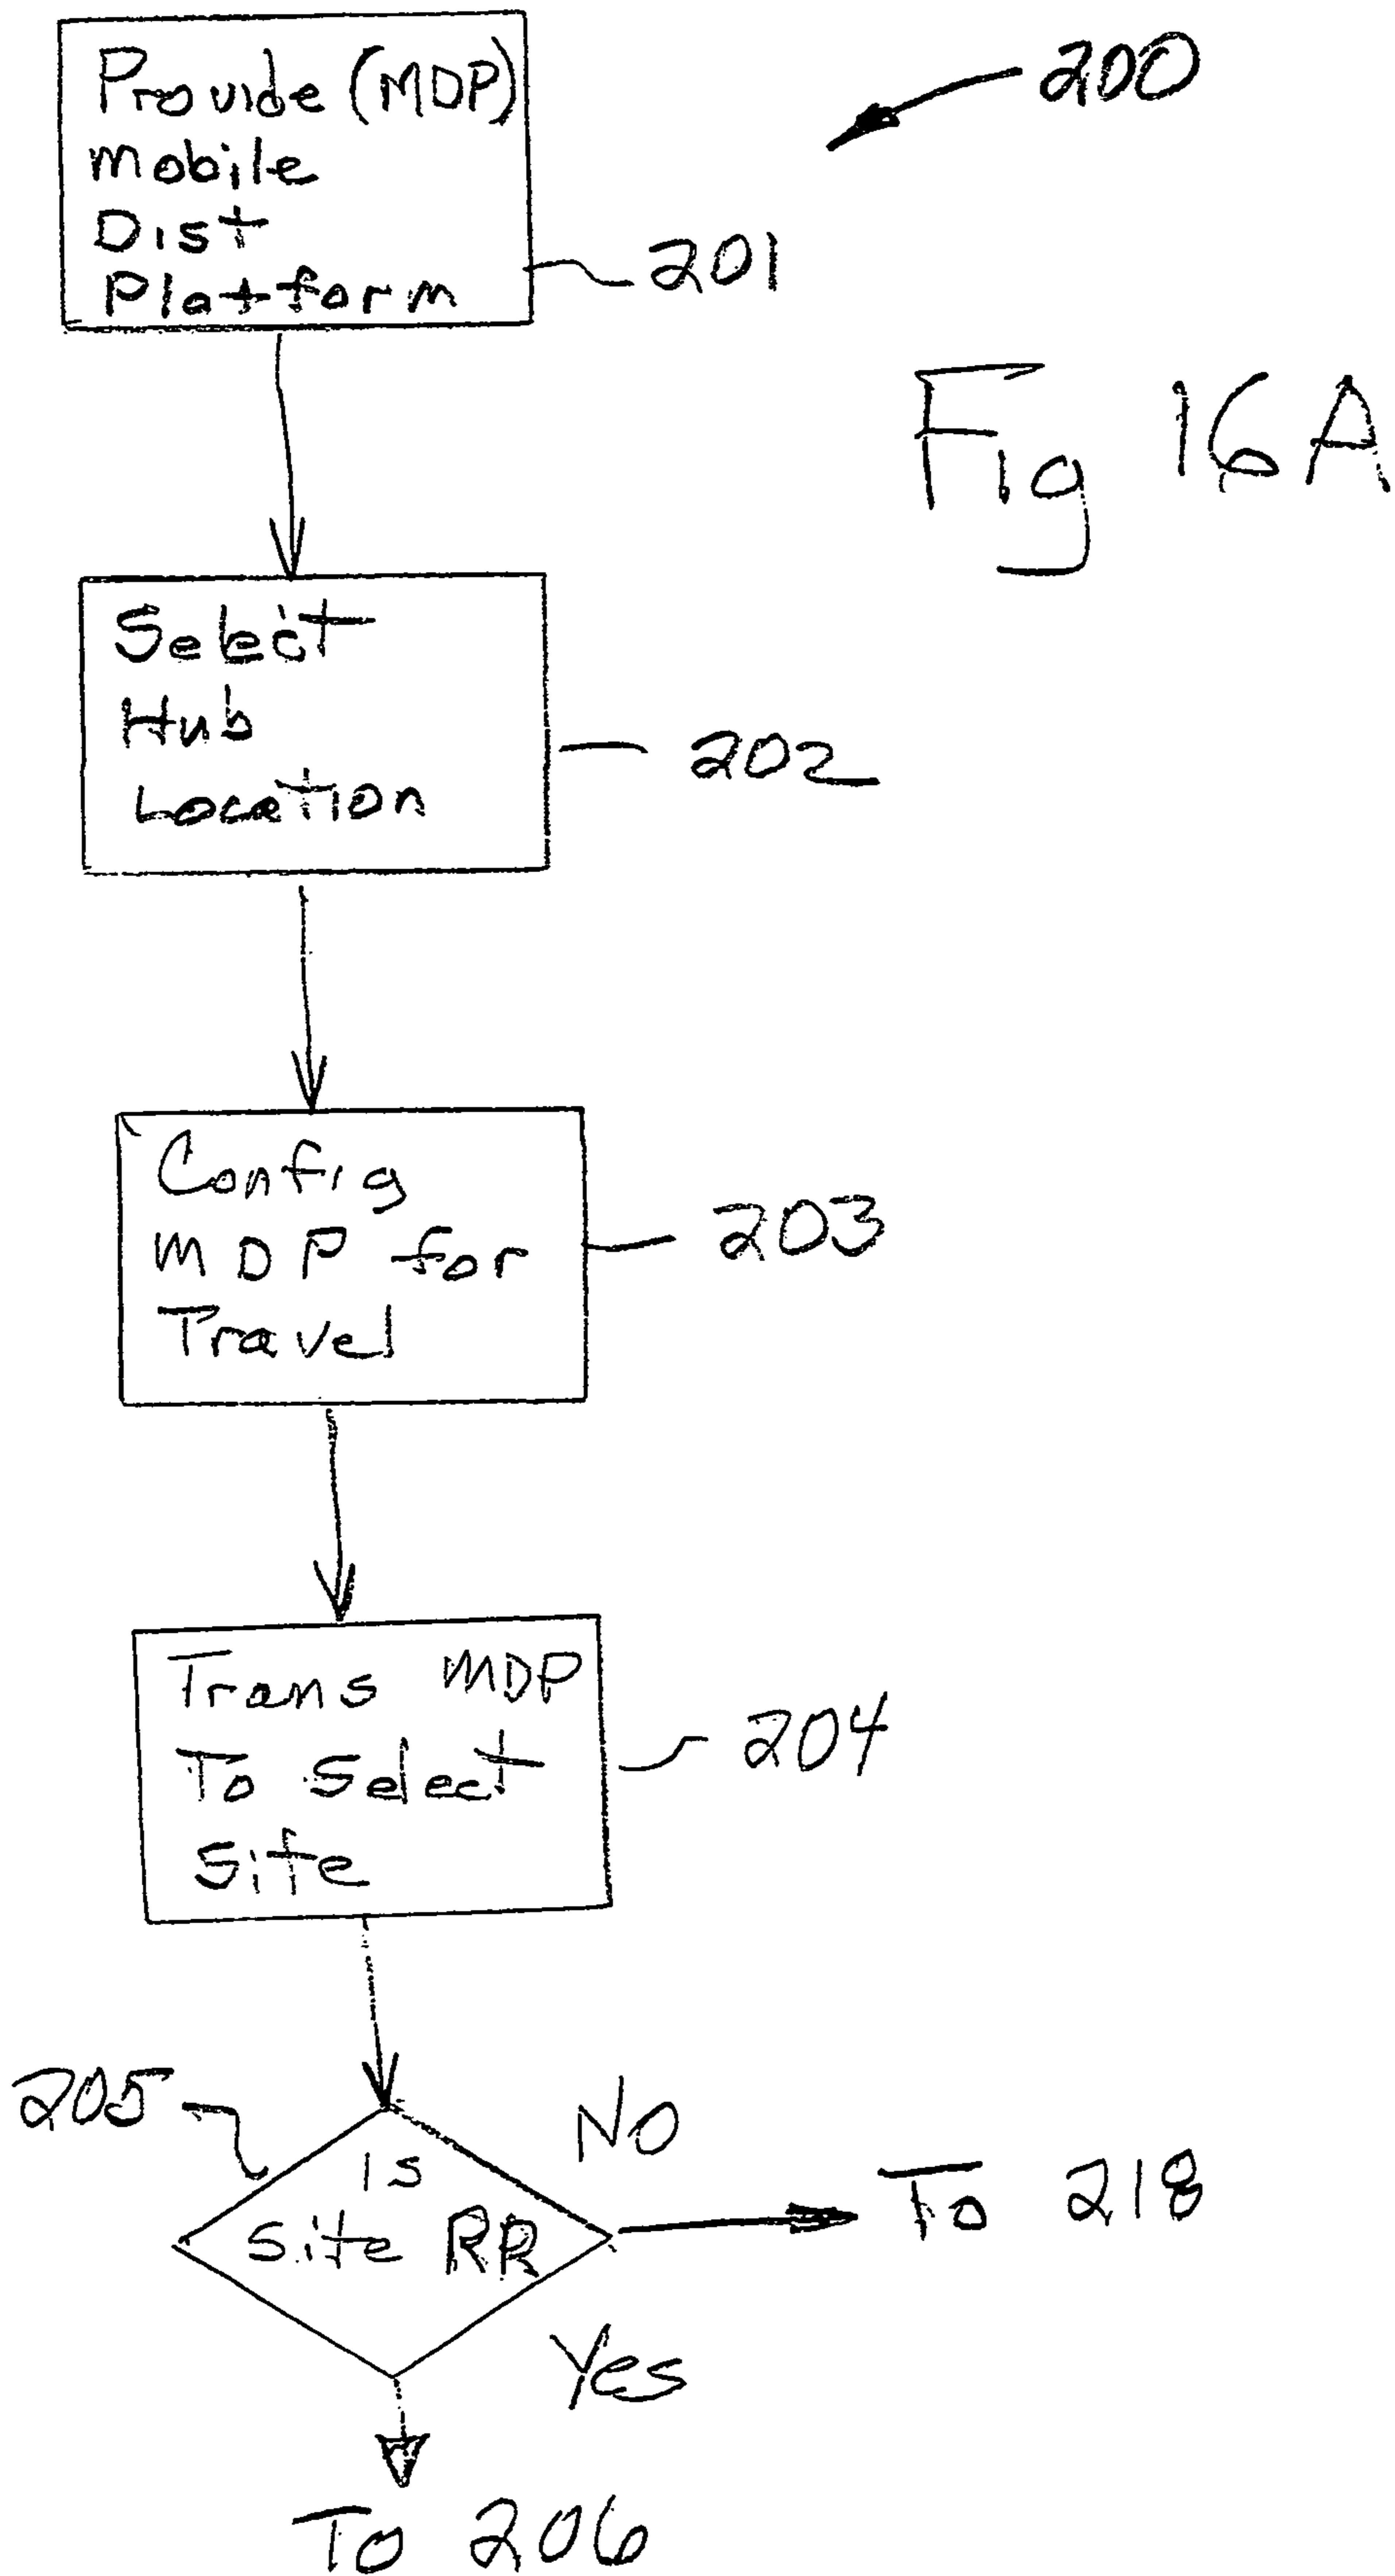 Provide (MDP)
Mobile
Dist
Platform
200
201
Fig 16A
Select
Hub
Location
202
Config
MDP for
Travel
203
Trans MDP
To Select
Site
204
205
Is
Site RR
No
To 218
Yes
To 206